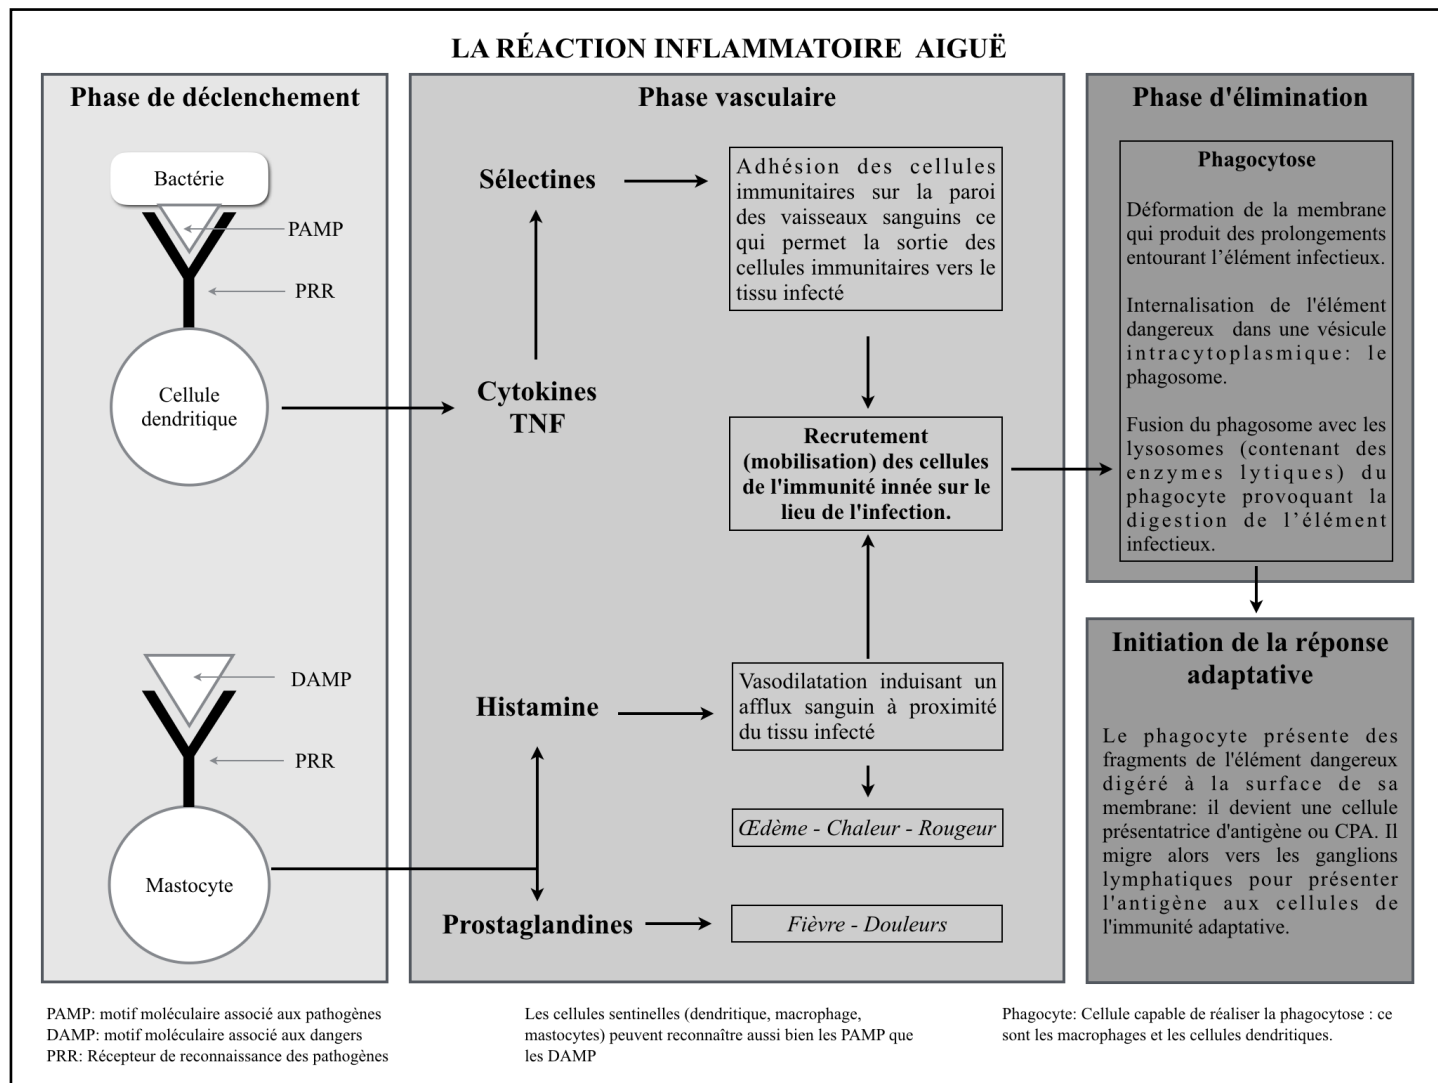 LA RÉACTION INFLAMMATOIRE AIGUË
Phase de déclenchement
Bactérie
PAMP
PRR
Cellule
dendritique
DAMP
PRR
Mastocyte
Phase vasculaire
Sélectines
Adhésion des cellules
immunitaires sur la paroi
des vaisseaux sanguins ce
qui permet la sortie des
cellules immunitaires vers le
tissu infecté
Cytokines
TNF
Recrutement
(mobilisation) des cellules
de l'immunité innée sur le
lieu de l'infection.
Histamine
Vasodilatation induisant un
afflux sanguin à proximité
du tissu infecté
Œdème - Chaleur - Rougeur
Prostaglandines
Fièvre - Douleurs
Phase d'élimination
Phagocytose
Déformation de la membrane
qui produit des prolongements
entourant l’élément infectieux.
Internalisation de l'élément
dangereux dans une vésicule
intracytoplasmique: le
phagosome.
Fusion du phagosome avec les
lysosomes (contenant des
enzymes lytiques) du
phagocyte provoquant la
digestion de l’élément
infectieux.
Initiation de la réponse
adaptative
Le phagocyte présente des
fragments de l'élément dangereux
digéré à la surface de sa
membrane: il devient une cellule
présentatrice d'antigène ou CPA. Il
migre alors vers les ganglions
lymphatiques pour présenter
l'antigène aux cellules de
l'immunité adaptative.
PAMP: motif moléculaire associé aux pathogènes
DAMP: motif moléculaire associé aux dangers
PRR: Récepteur de reconnaissance des pathogènes
Les cellules sentinelles (dendritique, macrophage,
mastocytes) peuvent reconnaître aussi bien les PAMP que
les DAMP
Phagocyte: Cellule capable de réaliser la phagocytose : ce
sont les macrophages et les cellules dendritiques.